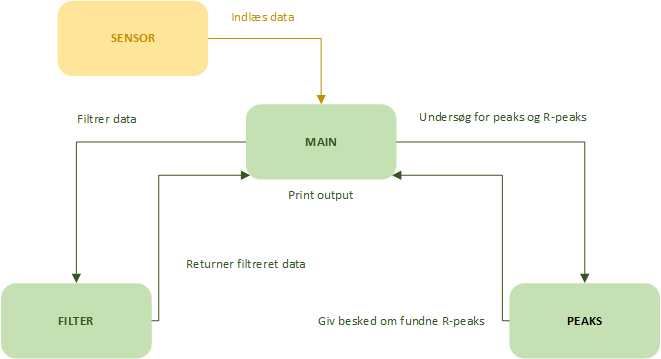 Indlæs data
SENSOR
Filtrer data
Undersøg for peaks og R-peaks
MAIN
Print output
Returner filtreret data
FILTER
Giv besked om fundne R-peaks
PEAKS